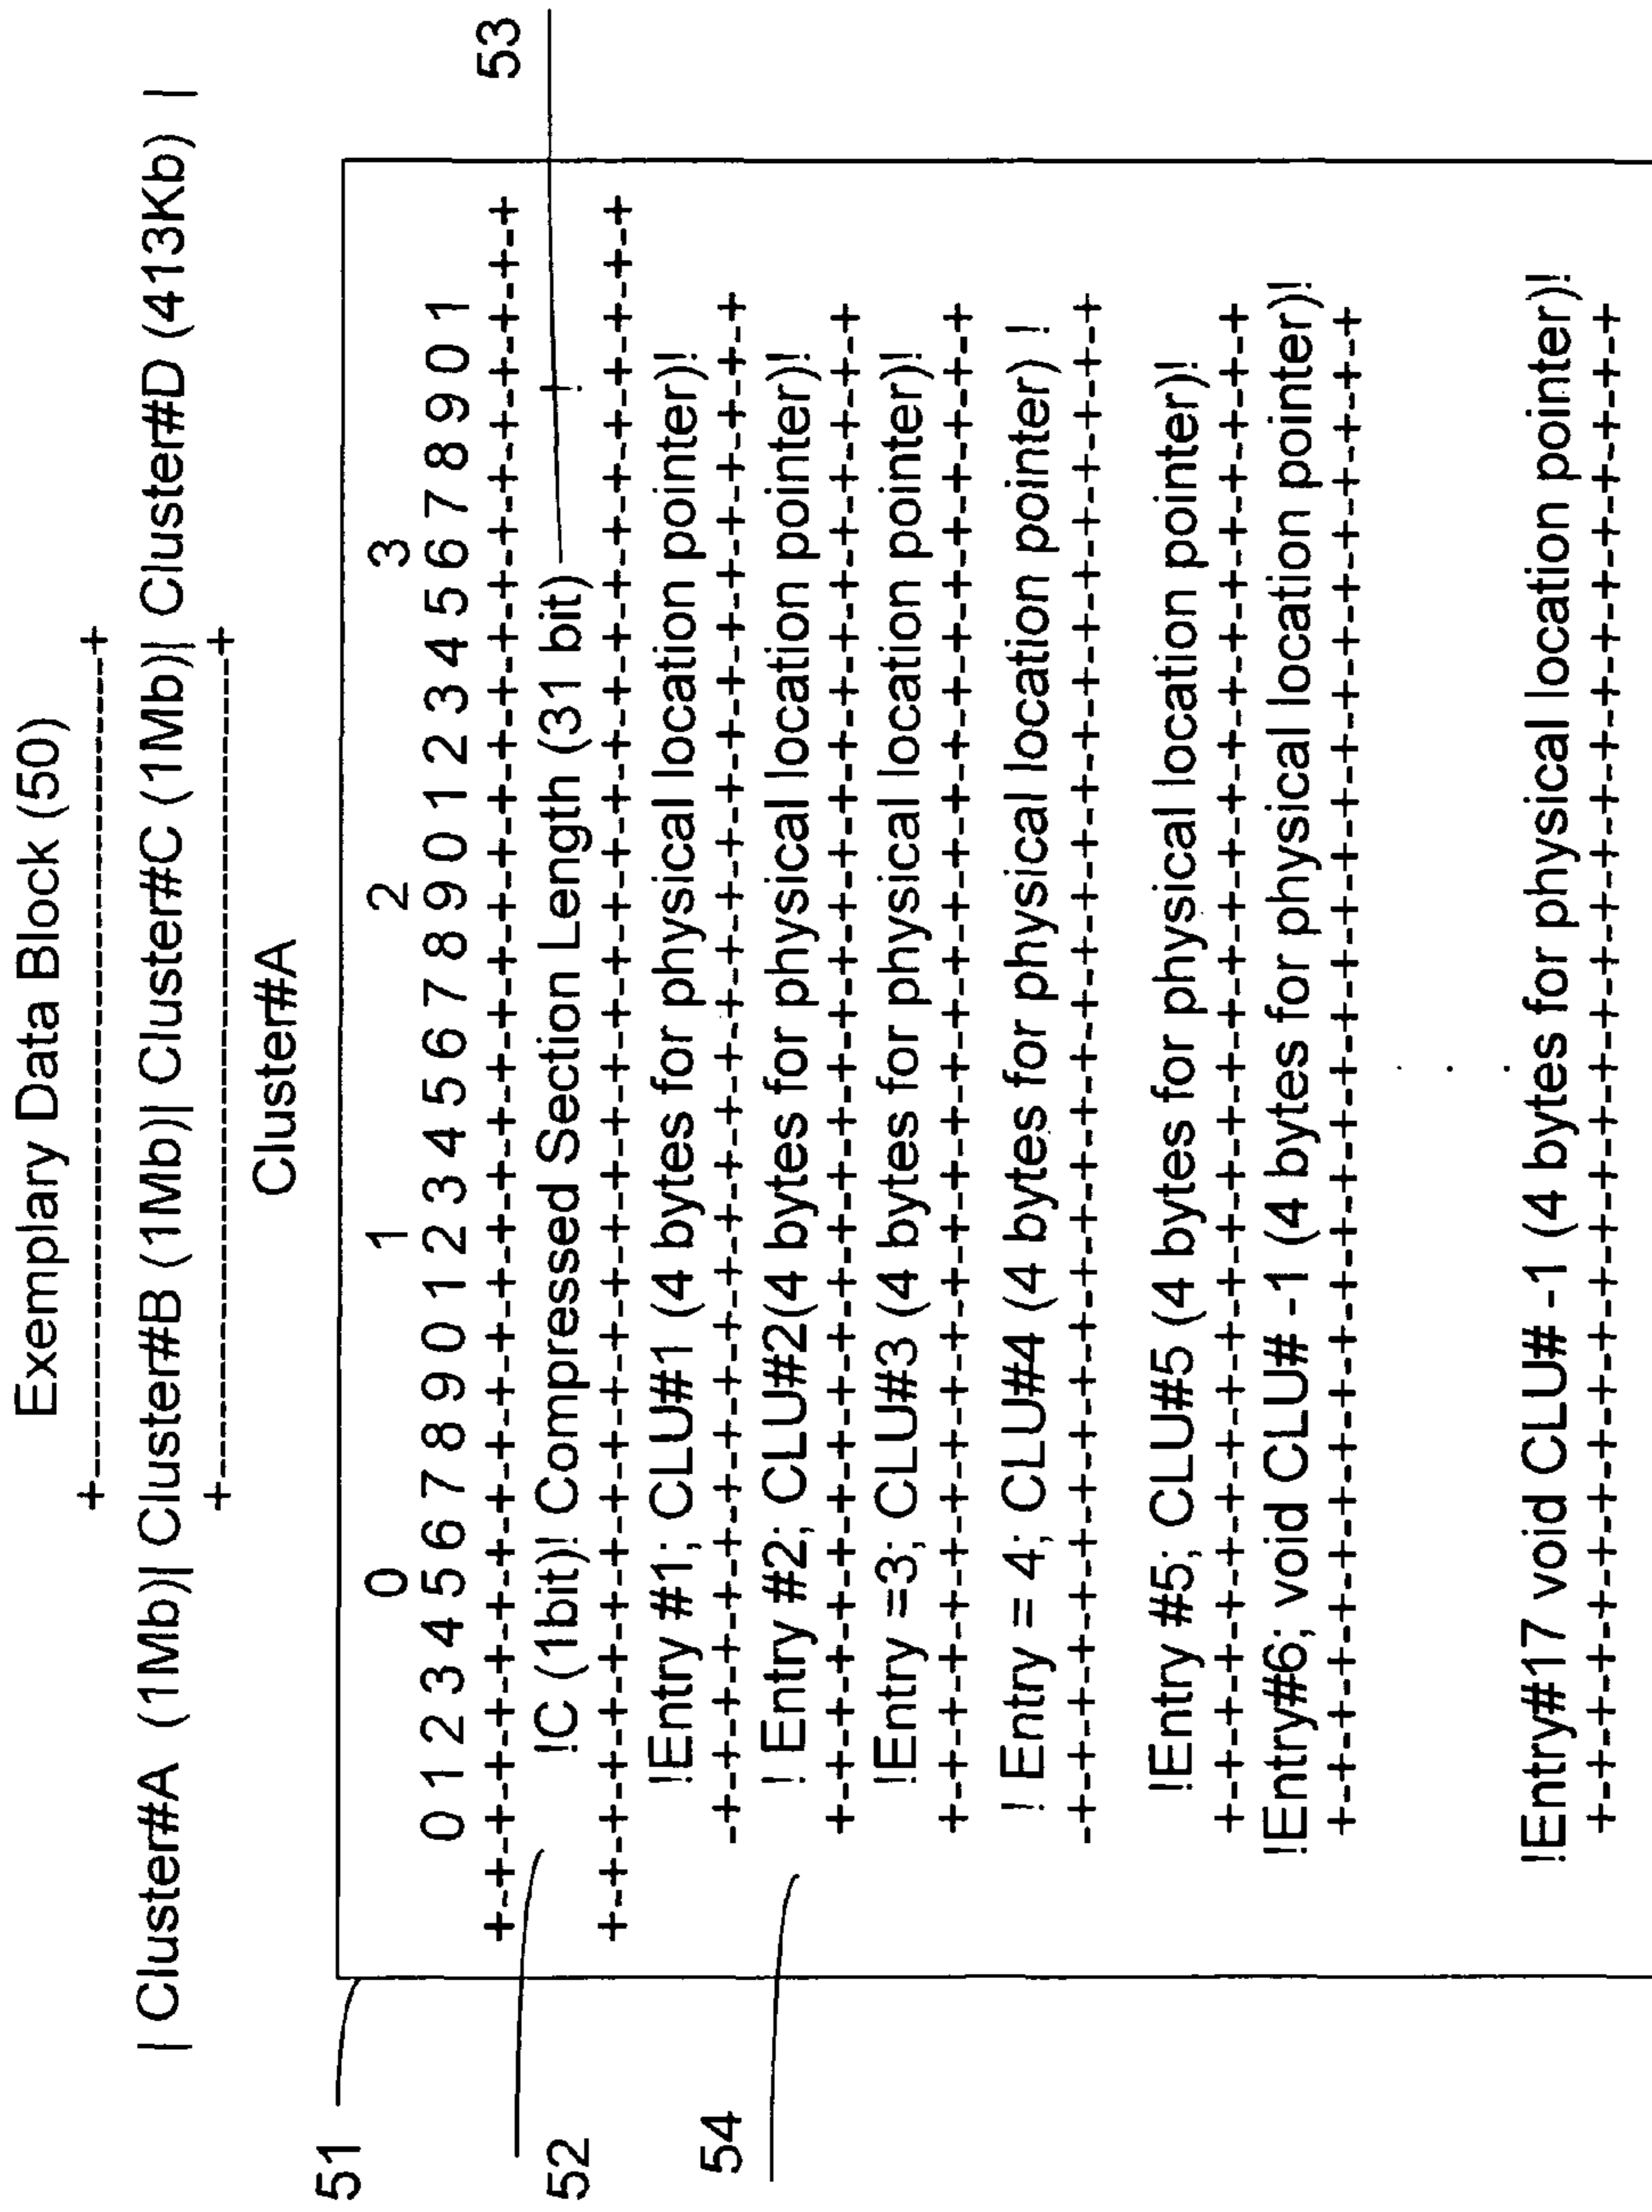 Exemplary Data Block (50)
| Cluster#A (1Mb)| Cluster#B (1Mb)| Cluster#C (1Mb)| Cluster#D (413Kb) |
Cluster#A
51
0 1 2 3
0 1 2 3 4 5 6 7 8 9 0 1 2 3 4 5 6 7 8 9 0 1 2 3 4 5 6 7 8 9 0 1
53
52
!C (1bit)! Compressed Section Length (31 bit) !
!Entry #1; CLU#1 (4 bytes for physical location pointer)!
54
! Entry #2; CLU#2(4 bytes for physical location pointer)!
!Entry =3; CLU#3 (4 bytes for physical location pointer)!
! Entry = 4; CLU#4 (4 bytes for physical location pointer) !
!Entry #5; CLU#5 (4 bytes for physical location pointer)!
!Entry#6; void CLU# -1 (4 bytes for physical location pointer)!
. . .
!Entry#17 void CLU# -1 (4 bytes for physical location pointer)!